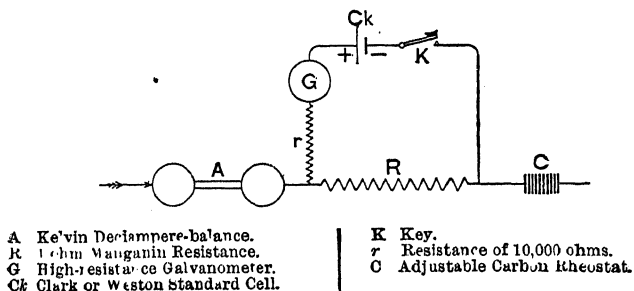 Ck
+ −
K
G
r
A
R
C
A Kelvin Deciampere-balance.
R 1 ohm Manganin Resistance.
G High-resistance Galvanometer.
Ck Clark or Weston Standard Cell.
K Key.
r Resistance of 10,000 ohms.
C Adjustable Carbon Rheostat.